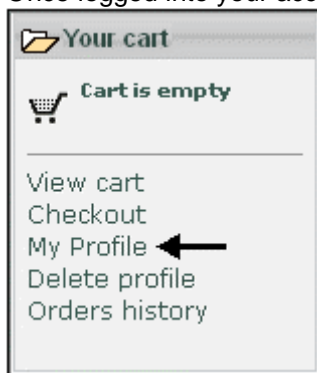 Your cart
Cart is empty
View cart
Checkout
My Profile
Delete profile
Orders history